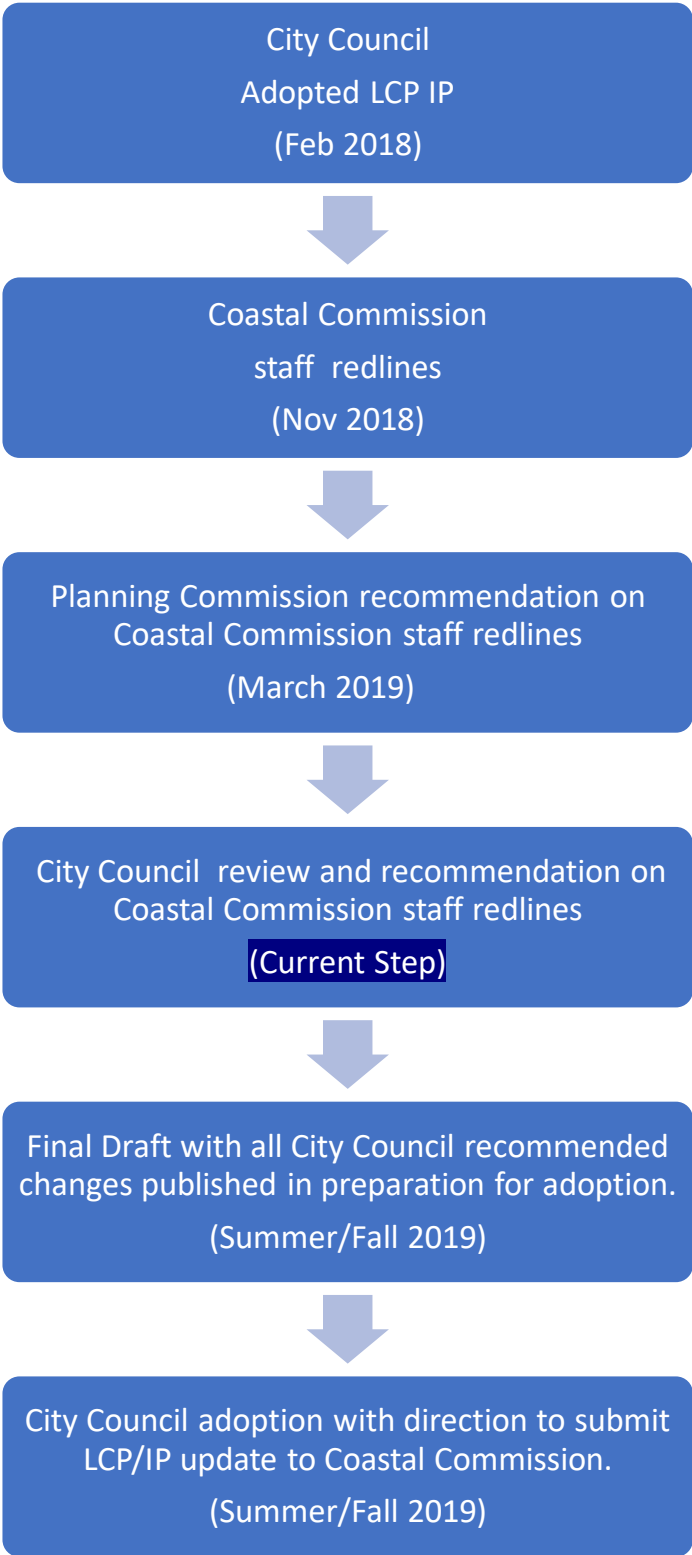 City Council
Adopted LCP IP
(Feb 2018)
Coastal Commission
staff redlines
(Nov 2018)
Planning Commission recommendation on
Coastal Commission staff redlines
(March 2019)
City Council review and recommendation on
Coastal Commission staff redlines
(Current Step)
Final Draft with all City Council recommended
changes published in preparation for adoption.
(Summer/Fall 2019)
City Council adoption with direction to submit
LCP/IP update to Coastal Commission.
(Summer/Fall 2019)